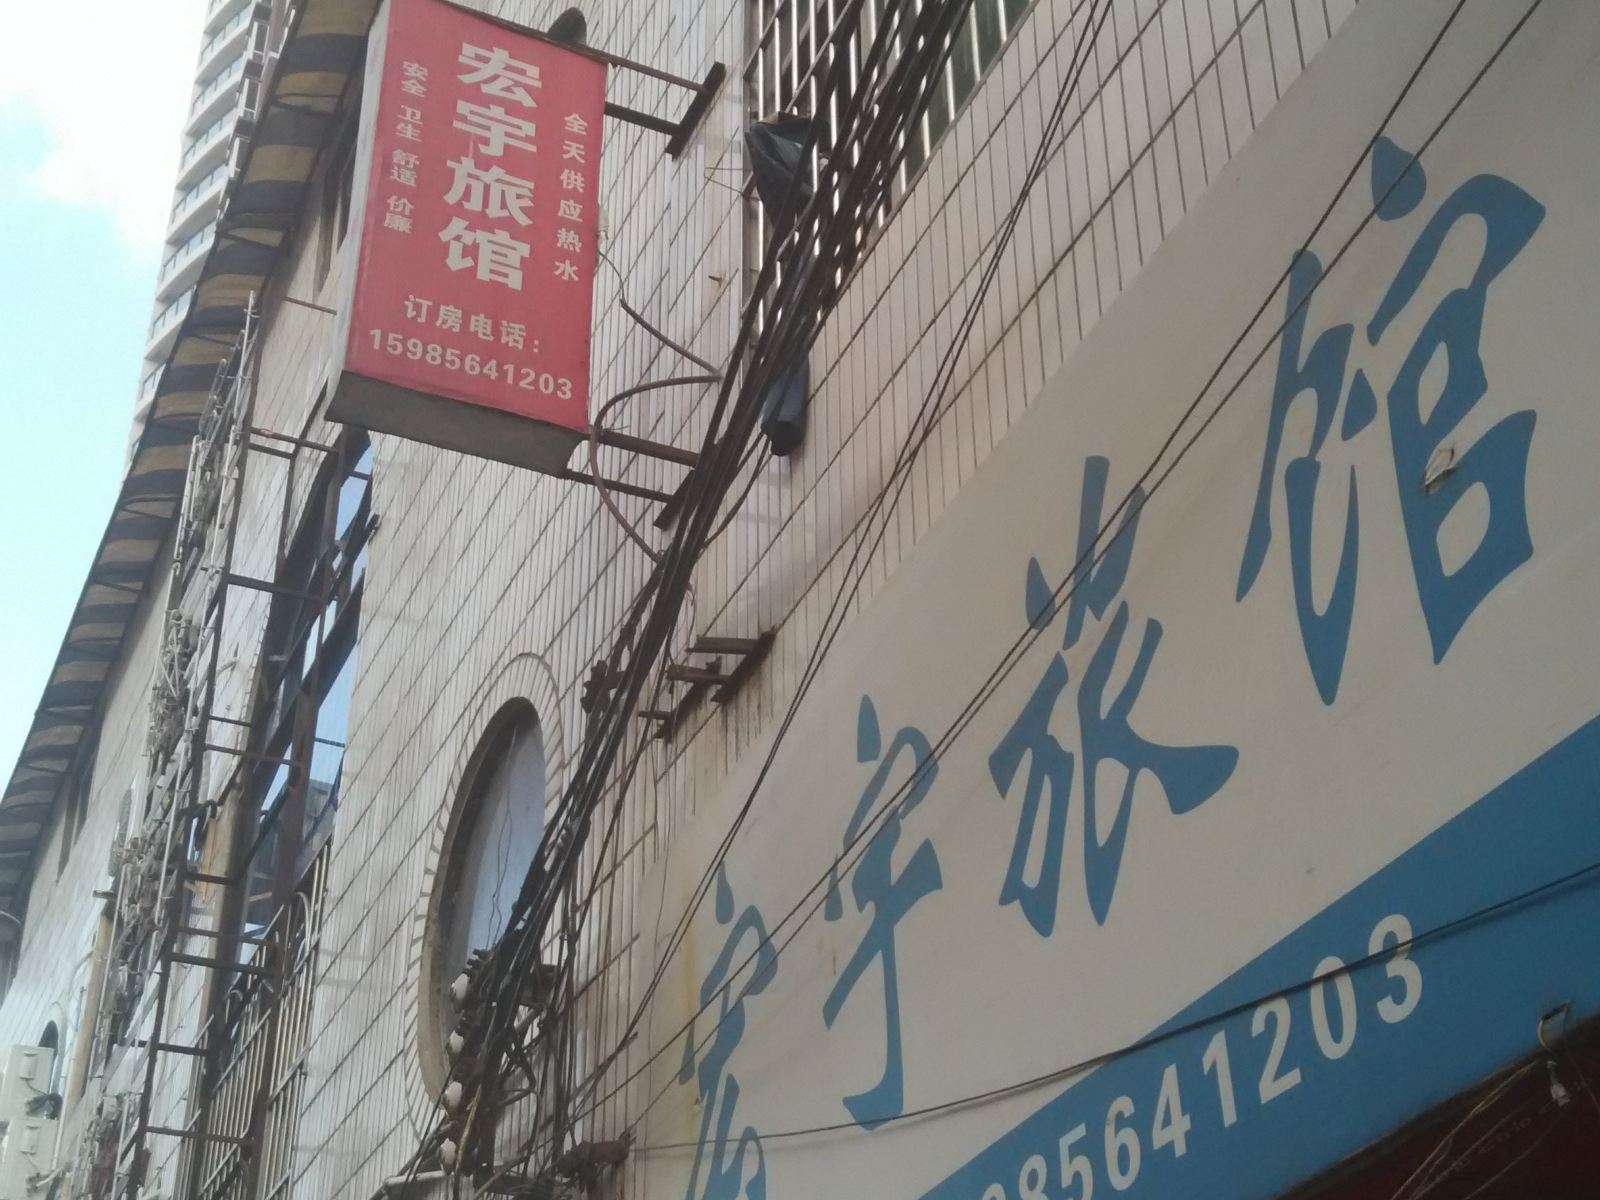 宏宇旅馆
全天供应热水
安全 卫生 舒适 价廉
订房电话:
15985641203
宏宇旅馆
85641203